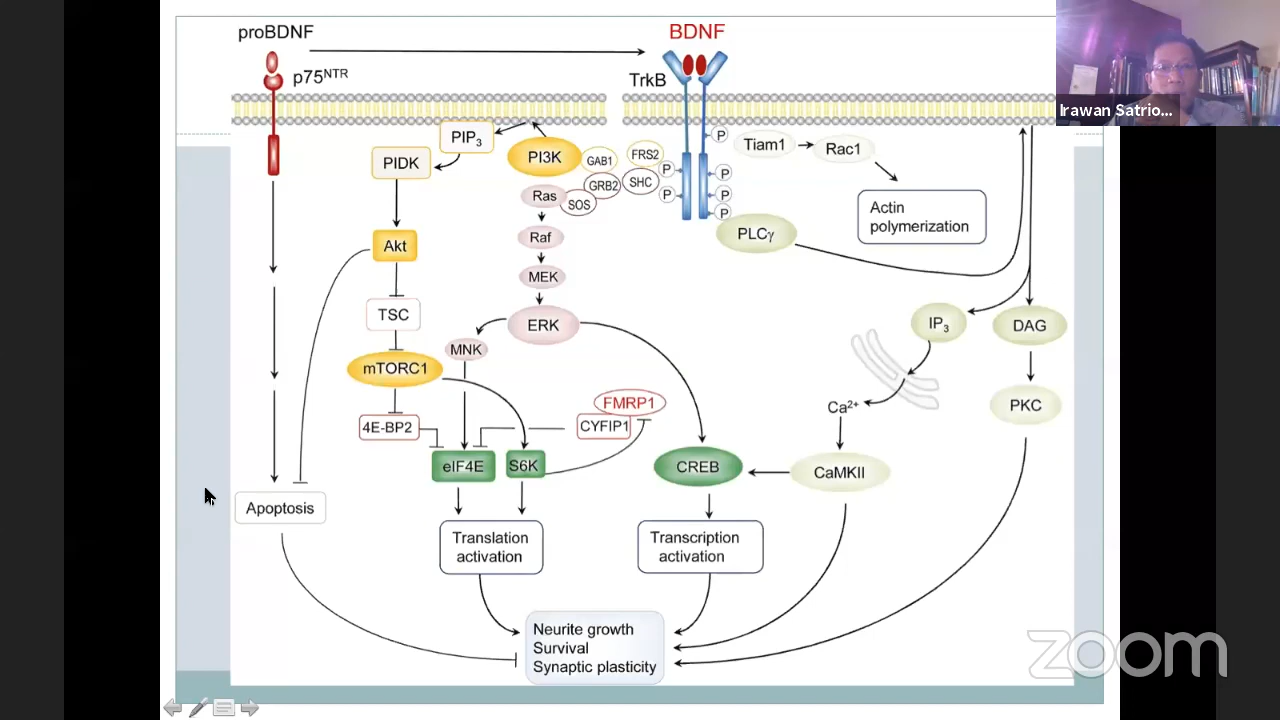 proBDNF
BDNF
p75NTR
TrkB
Irawan Satrio...
PIP3
PIDK
PI3K
GAB1
FRS2
GRB2
SHC
Ras
SOS
P
P
P
P
P
P
Tiam1
Rac1
Actin
polymerization
PLCγ
Akt
Raf
MEK
TSC
ERK
IP3
DAG
MNK
mTORC1
FMRP1
Ca2+
PKC
4E-BP2
CYFIP1
eIF4E
S6K
CREB
CaMKII
Apoptosis
Translation
activation
Transcription
activation
Neurite growth
Survival
Synaptic plasticity
zoom